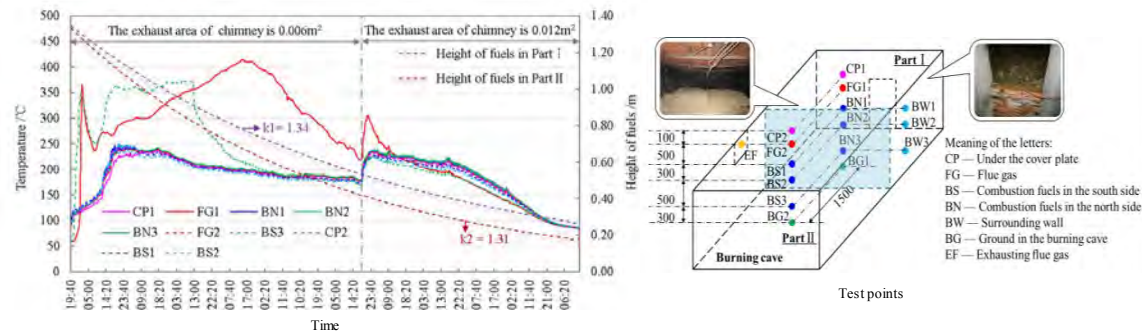 The exhaust area of chimney is 0.006m²
The exhaust area of chimney is 0.012m²
Height of fuels in Part Ⅰ
Height of fuels in Part Ⅱ
k1= 1.34
k2 = 1.31
Temperature /℃
500
450
400
350
300
250
200
150
100
50
0
Height of fuels /m
1.40
1.20
1.00
0.80
0.60
0.40
0.20
0.00
CP1
FG1
BN1
BN2
BN3
FG2
BS3
CP2
BS1
BS2
19:40
05:00
14:20
23:40
09:00
18:20
03:40
13:00
22:20
07:40
17:00
02:20
11:40
21:00
06:20
15:40
01:00
10:20
19:40
05:00
14:20
23:40
09:00
18:20
03:40
13:00
22:20
07:40
17:00
02:20
11:40
21:00
06:20
Time
Part Ⅰ
CP1
FG1
BN1
BN2
BN3
BG1
BW1
BW2
BW3
CP2
FG2
EF
BS1
BS2
BS3
BG2
100
500
300
500
300
1500
Part Ⅱ
Burning cave
Meaning of the letters:
CP — Under the cover plate
FG — Flue gas
BS — Combustion fuels in the south side
BN — Combustion fuels in the north side
BW — Surrounding wall
BG — Ground in the burning cave
EF — Exhausting flue gas
Test points